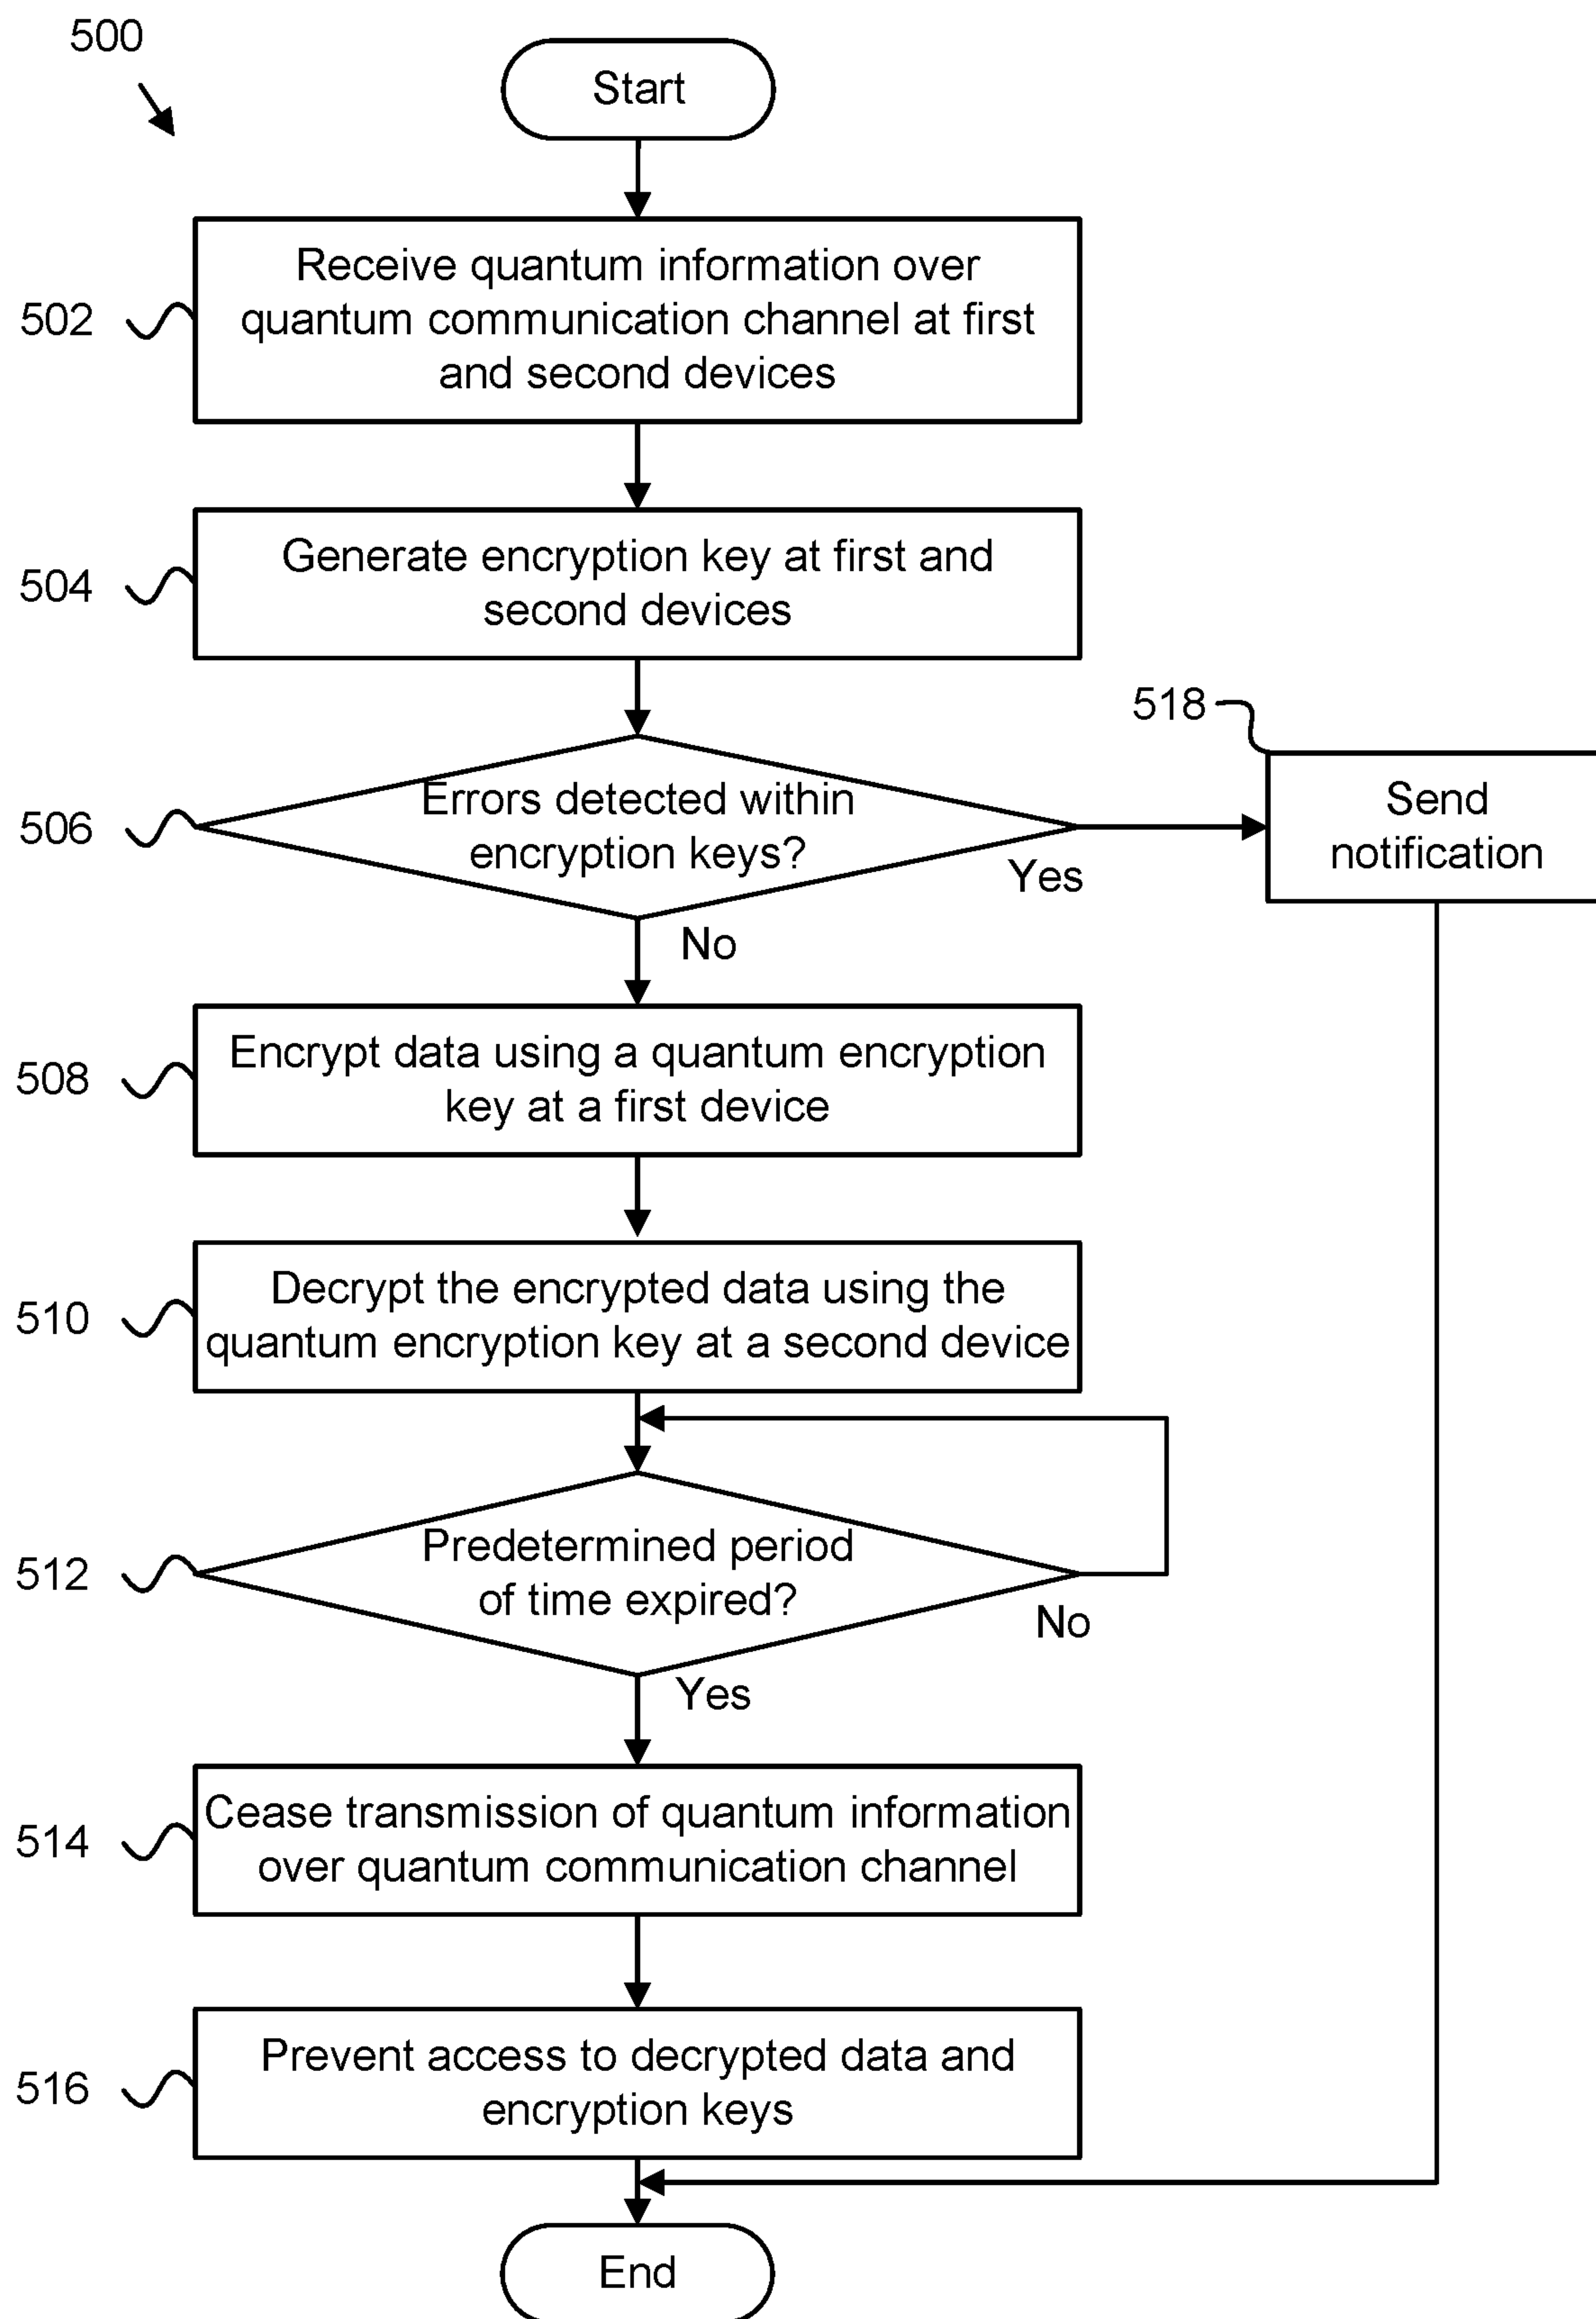 500
Start
502
Receive quantum information over
quantum communication channel at first
and second devices
504
Generate encryption key at first and
second devices
518
Send
notification
506
Errors detected within
encryption keys?
Yes
No
508
Encrypt data using a quantum encryption
key at a first device
510
Decrypt the encrypted data using the
quantum encryption key at a second device
512
Predetermined period
of time expired?
No
Yes
514
Cease transmission of quantum information
over quantum communication channel
516
Prevent access to decrypted data and
encryption keys
End